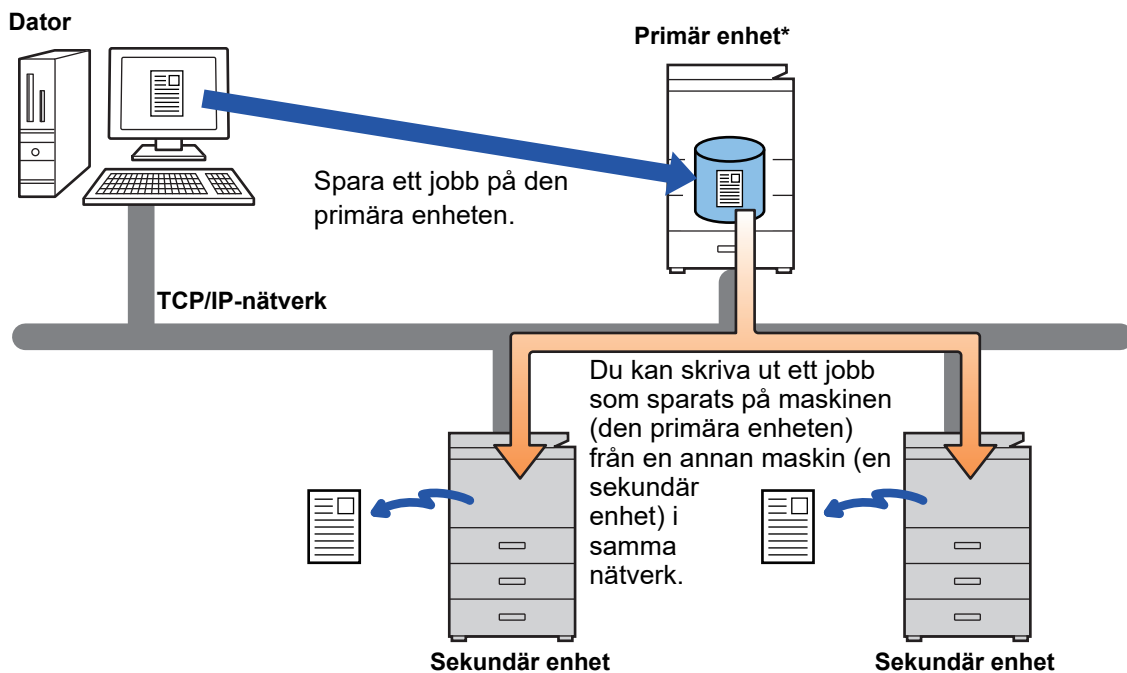 Dator
Primär enhet*
Spara ett jobb på den
primära enheten.
TCP/IP-nätverk
Du kan skriva ut ett jobb
som sparats på maskinen
(den primära enheten)
från en annan maskin (en
sekundär
enhet) i
samma
nätverk.
Sekundär enhet
Sekundär enhet